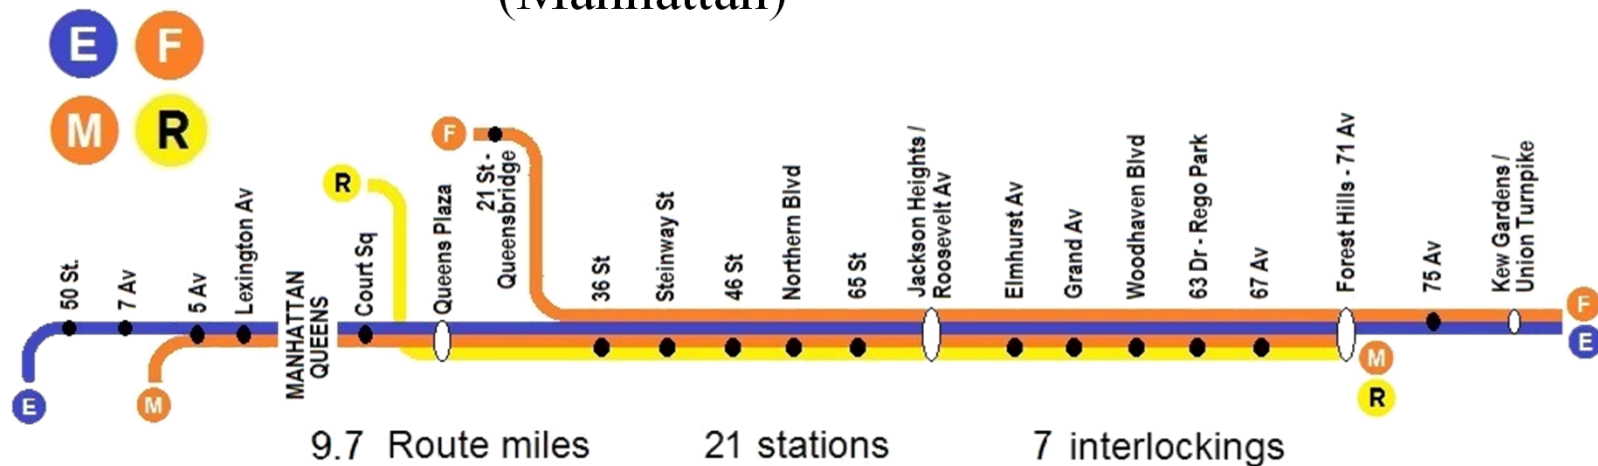 (Manhattan)
E F
M R
F
R
50 St.
7 Av
5 Av
Lexington Av
MANHATTAN
QUEENS
Court Sq
Queens Plaza
21 St -
Queensbridge
36 St
Steinway St
46 St
Northern Blvd
65 St
Jackson Heights /
Roosevelt Av
Elmhurst Av
Grand Av
Woodhaven Blvd
63 Dr - Rego Park
67 Av
Forest Hills - 71 Av
75 Av
Kew Gardens /
Union Turnpike
F
E
M
R
E
M
9.7 Route miles 21 stations 7 interlockings